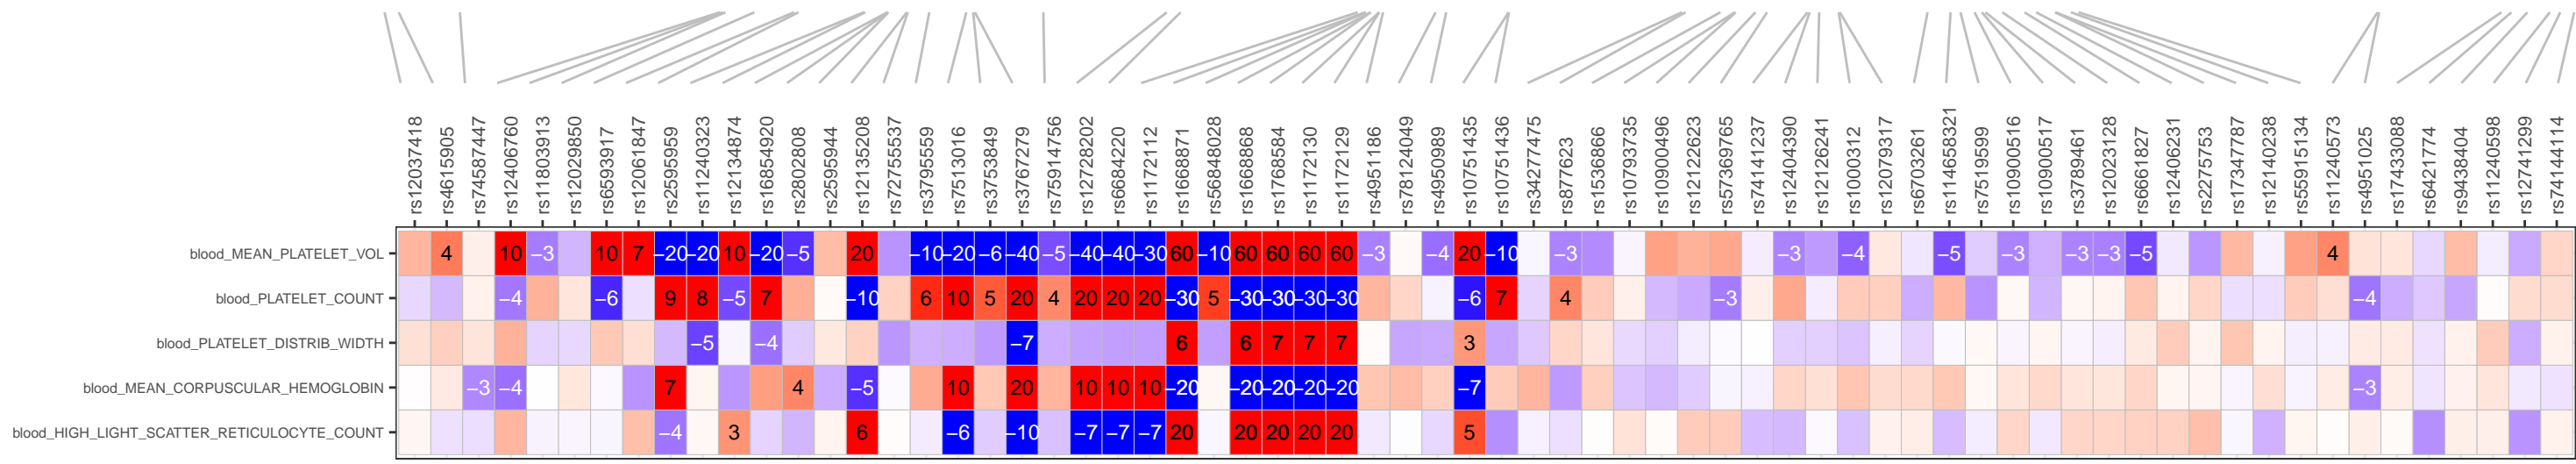 rs12037418 rs4615905 rs74587447 rs12406760 rs11803913 rs12029850 rs6593917 rs12061847 rs2595959 rs11240323 rs12134874 rs16854920 rs2802808 rs2595944 rs12135208 rs72755537 rs3795559 rs7513016 rs3753849 rs3767279 rs75914756 rs12728202 rs6684220 rs1172112 rs1668871 rs56848028 rs1668868 rs1768584 rs1172130 rs1172129 rs4951186 rs78124049 rs4950989 rs10751435 rs10751436 rs34277475 rs877623 rs1536866 rs10793735 rs10900496 rs12122623 rs57369765 rs74141237 rs12404390 rs12126241 rs1000312 rs12079317 rs6703261 rs114658321 rs7519599 rs10900516 rs10900517 rs3789461 rs12023128 rs6661827 rs12406231 rs2275753 rs17347787 rs12140238 rs55915134 rs11240573 rs4951025 rs17433088 rs6421774 rs9438404 rs11240598 rs12741299 rs74144114
blood_MEAN_PLATELET_VOL 4 10 −3 10 7 −20 −20 10 −20 −5 20 −10 −20 −6 −40 −5 −40 −40 −30 60 −10 60 60 60 60 −3 −4 20 −10 −3 −3 −4 −5 −3 −3 −3 −5 4
blood_PLATELET_COUNT −4 −6 9 8 −5 7 −10 6 10 5 20 4 20 20 20 −30 5 −30 −30 −30 −30 −6 7 4 −3 −4
blood_PLATELET_DISTRIB_WIDTH −5 −4 −7 6 6 7 7 7 3
blood_MEAN_CORPUSCULAR_HEMOGLOBIN −3 −4 7 4 −5 10 20 10 10 10 −20 −20 −20 −20 −20 −7 −3
blood_HIGH_LIGHT_SCATTER_RETICULOCYTE_COUNT −4 3 6 −6 −10 −7 −7 −7 20 20 20 20 20 5